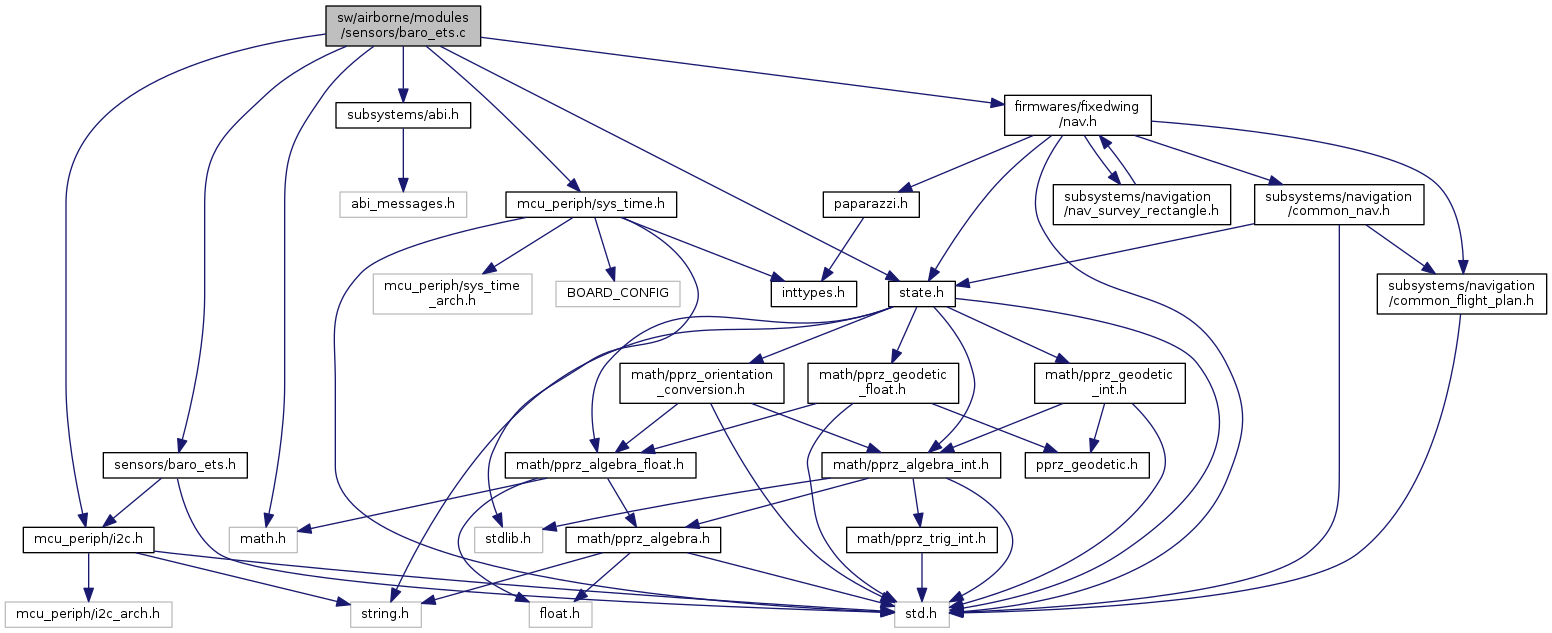 sw/airborne/modules
/sensors/baro_ets.c
firmwares/fixedwing
/nav.h
subsystems/abi.h
abi_messages.h
mcu_periph/sys_time.h
paparazzi.h
subsystems/navigation
/nav_survey_rectangle.h
subsystems/navigation
/common_nav.h
mcu_periph/sys_time
_arch.h
BOARD_CONFIG
inttypes.h
state.h
subsystems/navigation
/common_flight_plan.h
math/pprz_orientation
_conversion.h
math/pprz_geodetic
_float.h
math/pprz_geodetic
_int.h
sensors/baro_ets.h
math/pprz_algebra_float.h
math/pprz_algebra_int.h
pprz_geodetic.h
mcu_periph/i2c.h
math.h
stdlib.h
math/pprz_algebra.h
math/pprz_trig_int.h
mcu_periph/i2c_arch.h
string.h
float.h
std.h